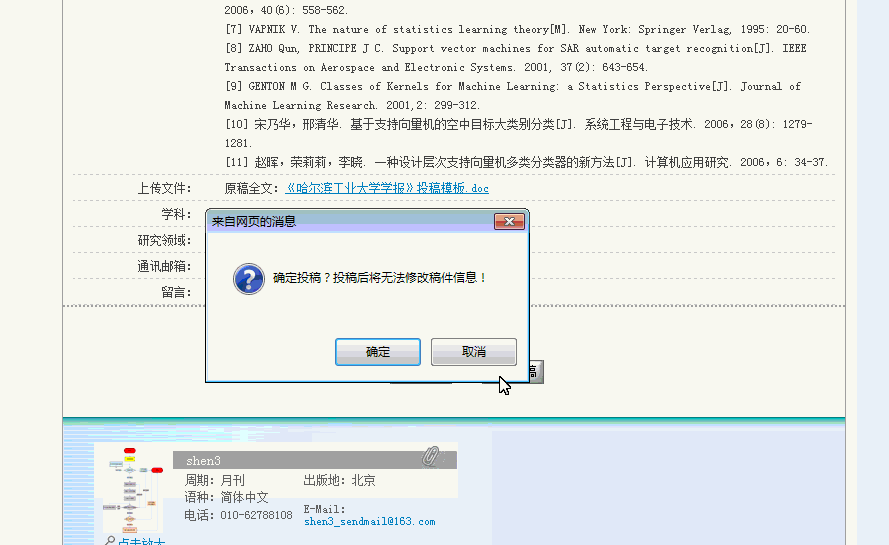 2006, 40(6): 558-562.
[7] VAPNIK V. The nature of statistics learning theory[M]. New York: Springer Verlag, 1995: 20-60.
[8] ZAHO Qun, PRINCIPE J C. Support vector machines for SAR automatic target recognition[J]. IEEE
Transactions on Aerospace and Electronic Systems. 2001, 37(2): 643-654.
[9] GENTON M G. Classes of Kernels for Machine Learning: a Statistics Perspective[J]. Journal of
Machine Learning Research. 2001,2: 299-312.
[10] 宋乃华，邢清华. 基于支持向量机的空中目标大类别分类[J]. 系统工程与电子技术. 2006，28(8): 1279-
1281.
[11] 赵晖，荣莉莉，李晓. 一种设计层次支持向量机多类分类器的新方法[J]. 计算机应用研究. 2006，6: 34-37.
上传文件: 原稿全文: 《哈尔滨工业大学学报》投稿模板.doc
学科:
研究领域:
通讯邮箱:
留言:
来自网页的消息
确定投稿？投稿后将无法修改稿件信息！
确定 取消
稿
shen3
周期: 月刊 出版地: 北京
语种: 简体中文
电话: 010-62788108 E-Mail:
shen3_sendmail@163.com
点击放大